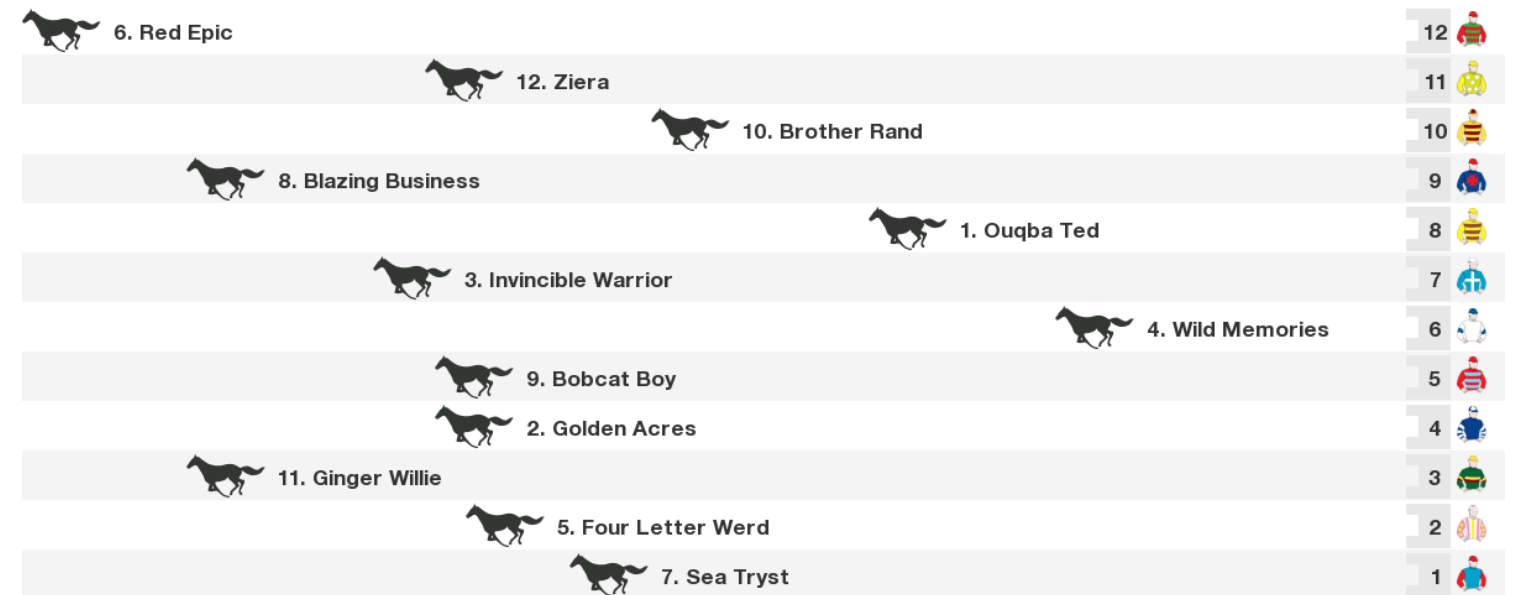 6. Red Epic 12
12. Ziera 11
10. Brother Rand 10
8. Blazing Business 9
1. Ouqba Ted 8
3. Invincible Warrior 7
4. Wild Memories 6
9. Bobcat Boy 5
2. Golden Acres 4
11. Ginger Willie 3
5. Four Letter Werd 2
7. Sea Tryst 1